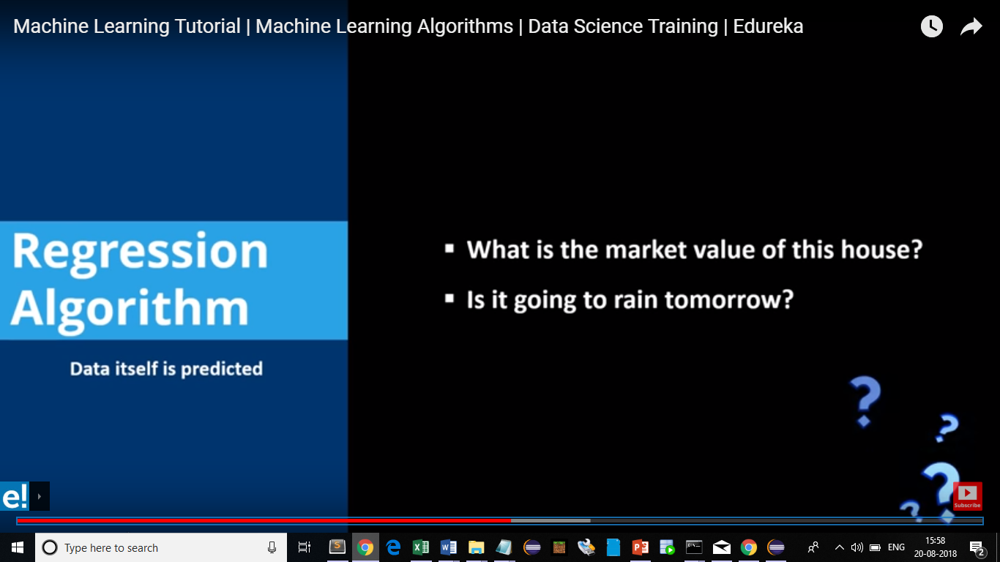 Machine Learning Tutorial | Machine Learning Algorithms | Data Science Training | Edureka
Regression
Algorithm
Data itself is predicted
▪ What is the market value of this house?
▪ Is it going to rain tomorrow?
? ? ? ?
e!
Subscribe
Type here to search
S
e
X
W
P
C:\
ENG
15:58
20-08-2018
2